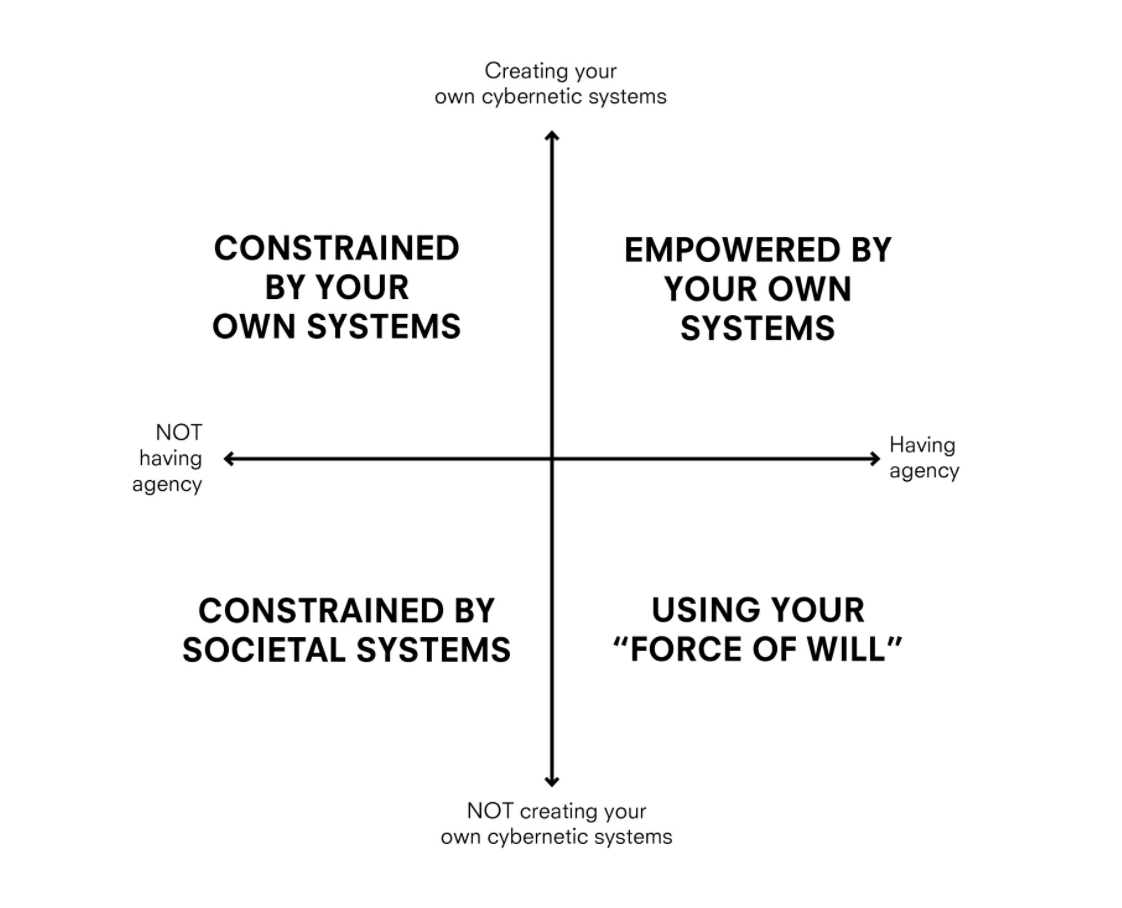 Creating your
own cybernetic systems
CONSTRAINED
BY YOUR
OWN SYSTEMS
EMPOWERED BY
YOUR OWN
SYSTEMS
NOT
having
agency
Having
agency
CONSTRAINED BY
SOCIETAL SYSTEMS
USING YOUR
“FORCE OF WILL”
NOT creating your
own cybernetic systems